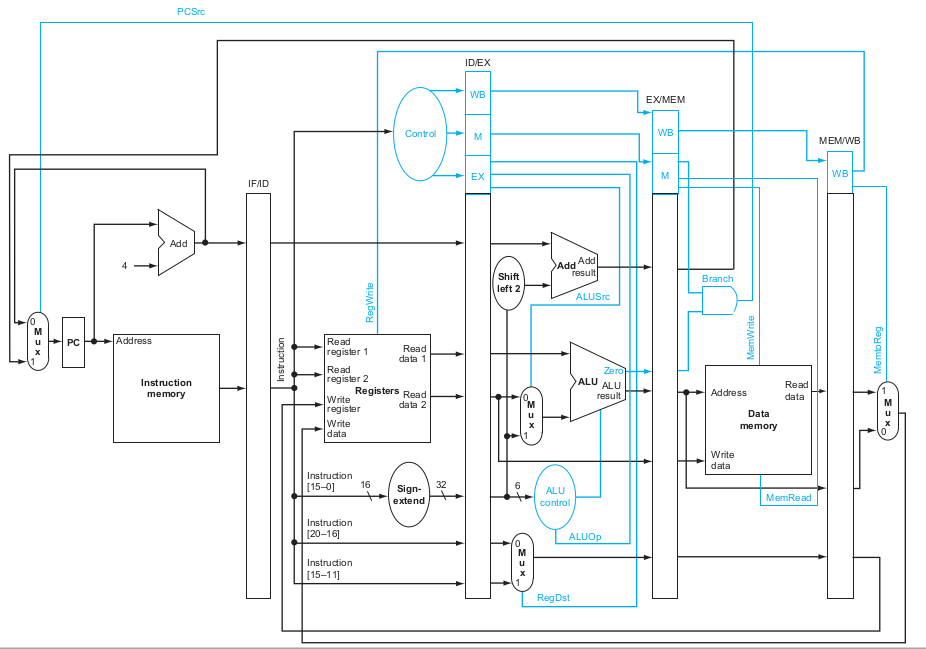 PCSrc
ID/EX
WB
EX/MEM
Control
M
WB
MEM/WB
EX
M
WB
IF/ID
Add
4
Add Add
result
Shift
left 2
ALUSrc
Branch
RegWrite
MemWrite
MemtoReg
0
M
u
x
1
PC
Address
Instruction
memory
Instruction
Read
register 1
Read
data 1
Read
register 2
Registers
Read
data 2
Write
register
Write
data
0
M
u
x
1
Zero
ALU
ALU
result
Address
Read
data
Data
memory
Write
data
1
M
u
x
0
Instruction
[15–0]
16
Sign-
extend
32
6
ALU
control
MemRead
Instruction
[20–16]
ALUOp
Instruction
[15–11]
0
M
u
x
1
RegDst